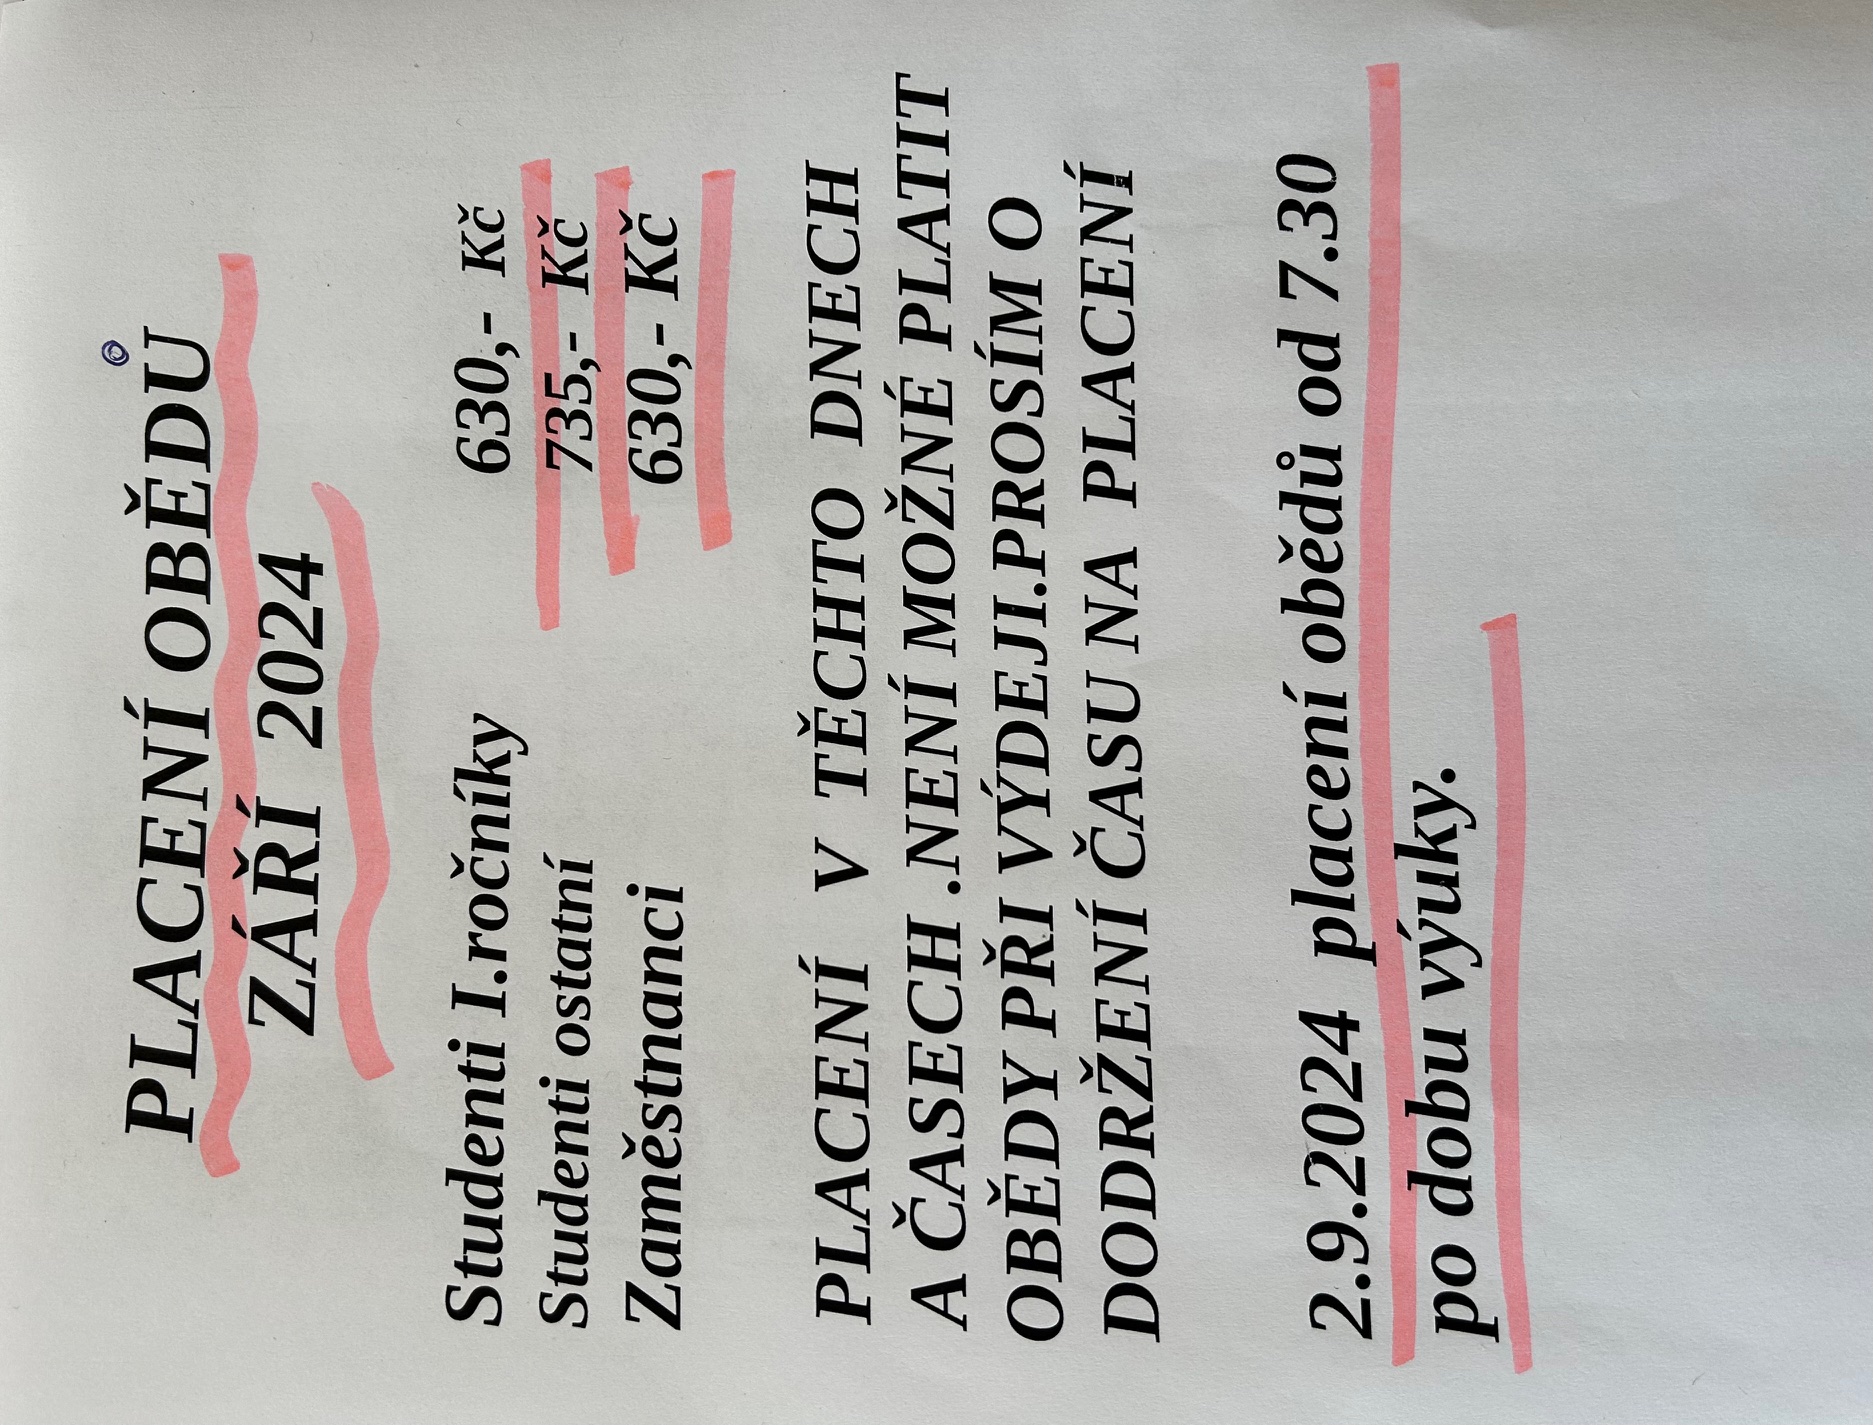 PLACENÍ OBĚDŮ
ZÁŘÍ 2024
Studenti I.ročníky 630,- Kč
Studenti ostatní 735,- Kč
Zaměstnanci 630,- Kč
PLACENÍ V TĚCHTO DNECH
A ČASECH .NENÍ MOŽNÉ PLATIT
OBĚDY PŘI VÝDEJI.PROSÍM O
DODRŽENÍ ČASU NA PLACENÍ
2.9.2024 placení obědů od 7.30
po dobu výuky.